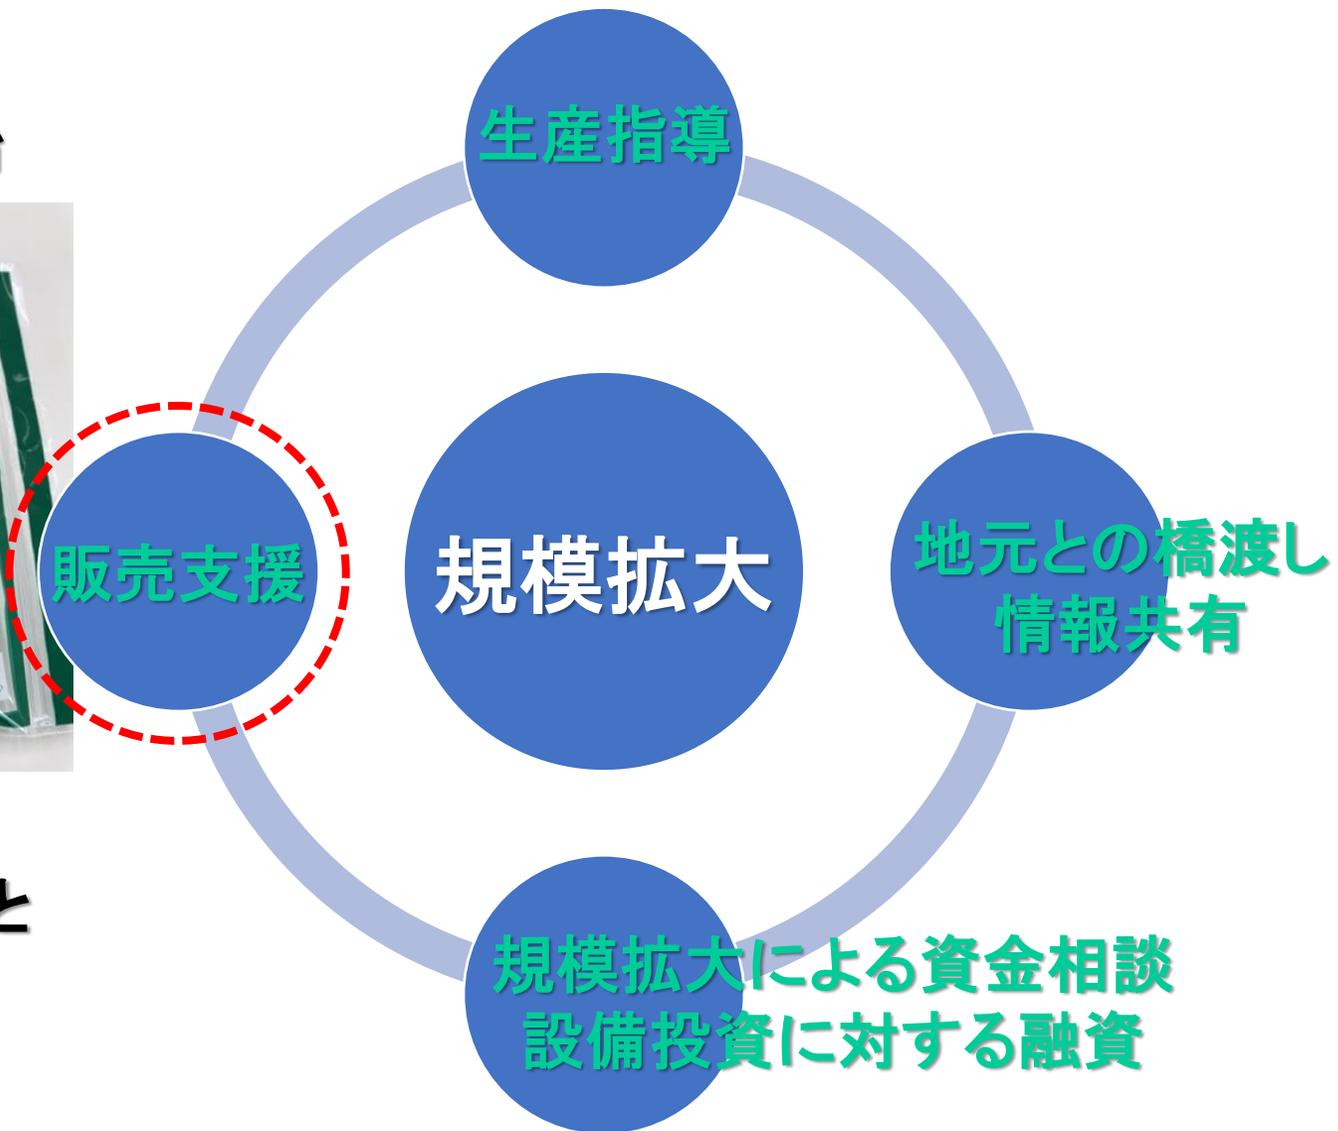 生産指導
販売支援
規模拡大
地元との橋渡し
情報共有
と
規模拡大による資金相談
設備投資に対する融資